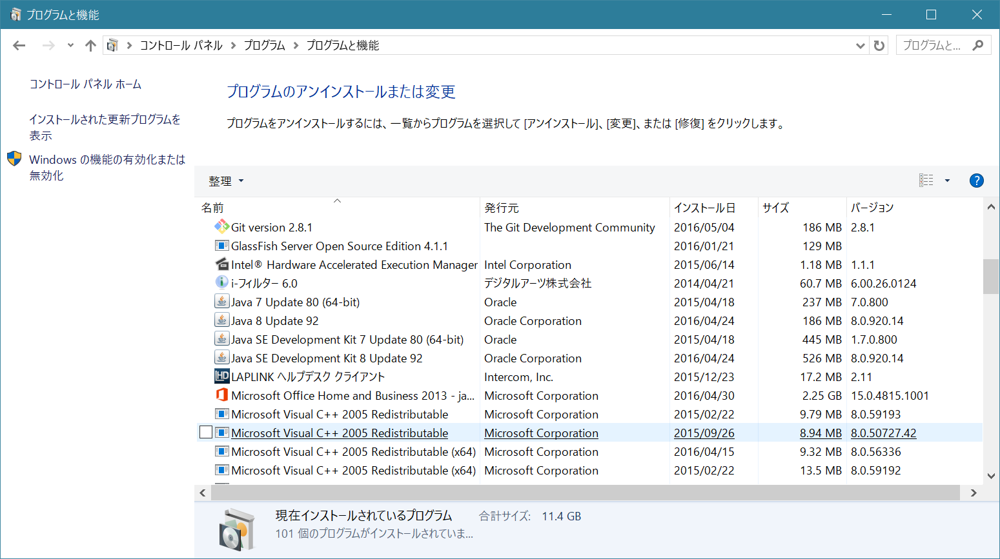 プログラムと機能
コントロール パネル > プログラム > プログラムと機能
プログラムと...
コントロール パネル ホーム
インストールされた更新プログラムを
表示
Windows の機能の有効化または
無効化
プログラムのアンインストールまたは変更
プログラムをアンインストールするには、一覧からプログラムを選択して [アンインストール]、[変更]、または [修復] をクリックします。
整理
?
名前 発行元 インストール日 サイズ バージョン
Git version 2.8.1 The Git Development Community 2016/05/04 186 MB 2.8.1
GlassFish Server Open Source Edition 4.1.1 2016/01/21 129 MB
Intel® Hardware Accelerated Execution Manager Intel Corporation 2015/06/14 1.18 MB 1.1.1
i-フィルター 6.0 デジタルアーツ株式会社 2014/04/21 60.7 MB 6.00.26.0124
Java 7 Update 80 (64-bit) Oracle 2015/04/18 237 MB 7.0.800
Java 8 Update 92 Oracle Corporation 2016/04/24 186 MB 8.0.920.14
Java SE Development Kit 7 Update 80 (64-bit) Oracle 2015/04/18 445 MB 1.7.0.800
Java SE Development Kit 8 Update 92 Oracle Corporation 2016/04/24 526 MB 8.0.920.14
HD LAPLINK ヘルプデスク クライアント Intercom, Inc. 2015/12/23 17.2 MB 2.11
Microsoft Office Home and Business 2013 - ja... Microsoft Corporation 2016/04/30 2.25 GB 15.0.4815.1001
Microsoft Visual C++ 2005 Redistributable Microsoft Corporation 2015/02/22 9.79 MB 8.0.59193
Microsoft Visual C++ 2005 Redistributable Microsoft Corporation 2015/09/26 8.94 MB 8.0.50727.42
Microsoft Visual C++ 2005 Redistributable (x64) Microsoft Corporation 2016/04/15 9.32 MB 8.0.56336
Microsoft Visual C++ 2005 Redistributable (x64) Microsoft Corporation 2015/02/22 13.5 MB 8.0.59192
現在インストールされているプログラム 合計サイズ: 11.4 GB
101 個のプログラムがインストールされていま...